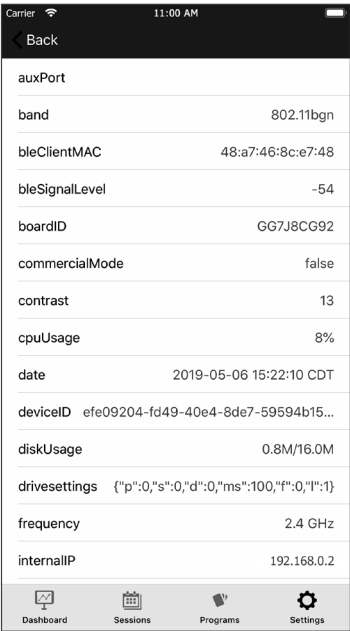 Carrier 11:00 AM
Back
auxPort
band 802.11bgn
bleClientMAC 48:a7:46:8c:e7:48
bleSignalLevel -54
boardID GG7J8CG92
commercialMode false
contrast 13
cpuUsage 8%
date 2019-05-06 15:22:10 CDT
deviceID efe09204-fd49-40e4-8de7-59594b15...
diskUsage 0.8M/16.0M
drivesettings {"p":0,"s":0,"d":0,"ms":100,"f":0,"l":1}
frequency 2.4 GHz
internalIP 192.168.0.2
Dashboard Sessions Programs Settings